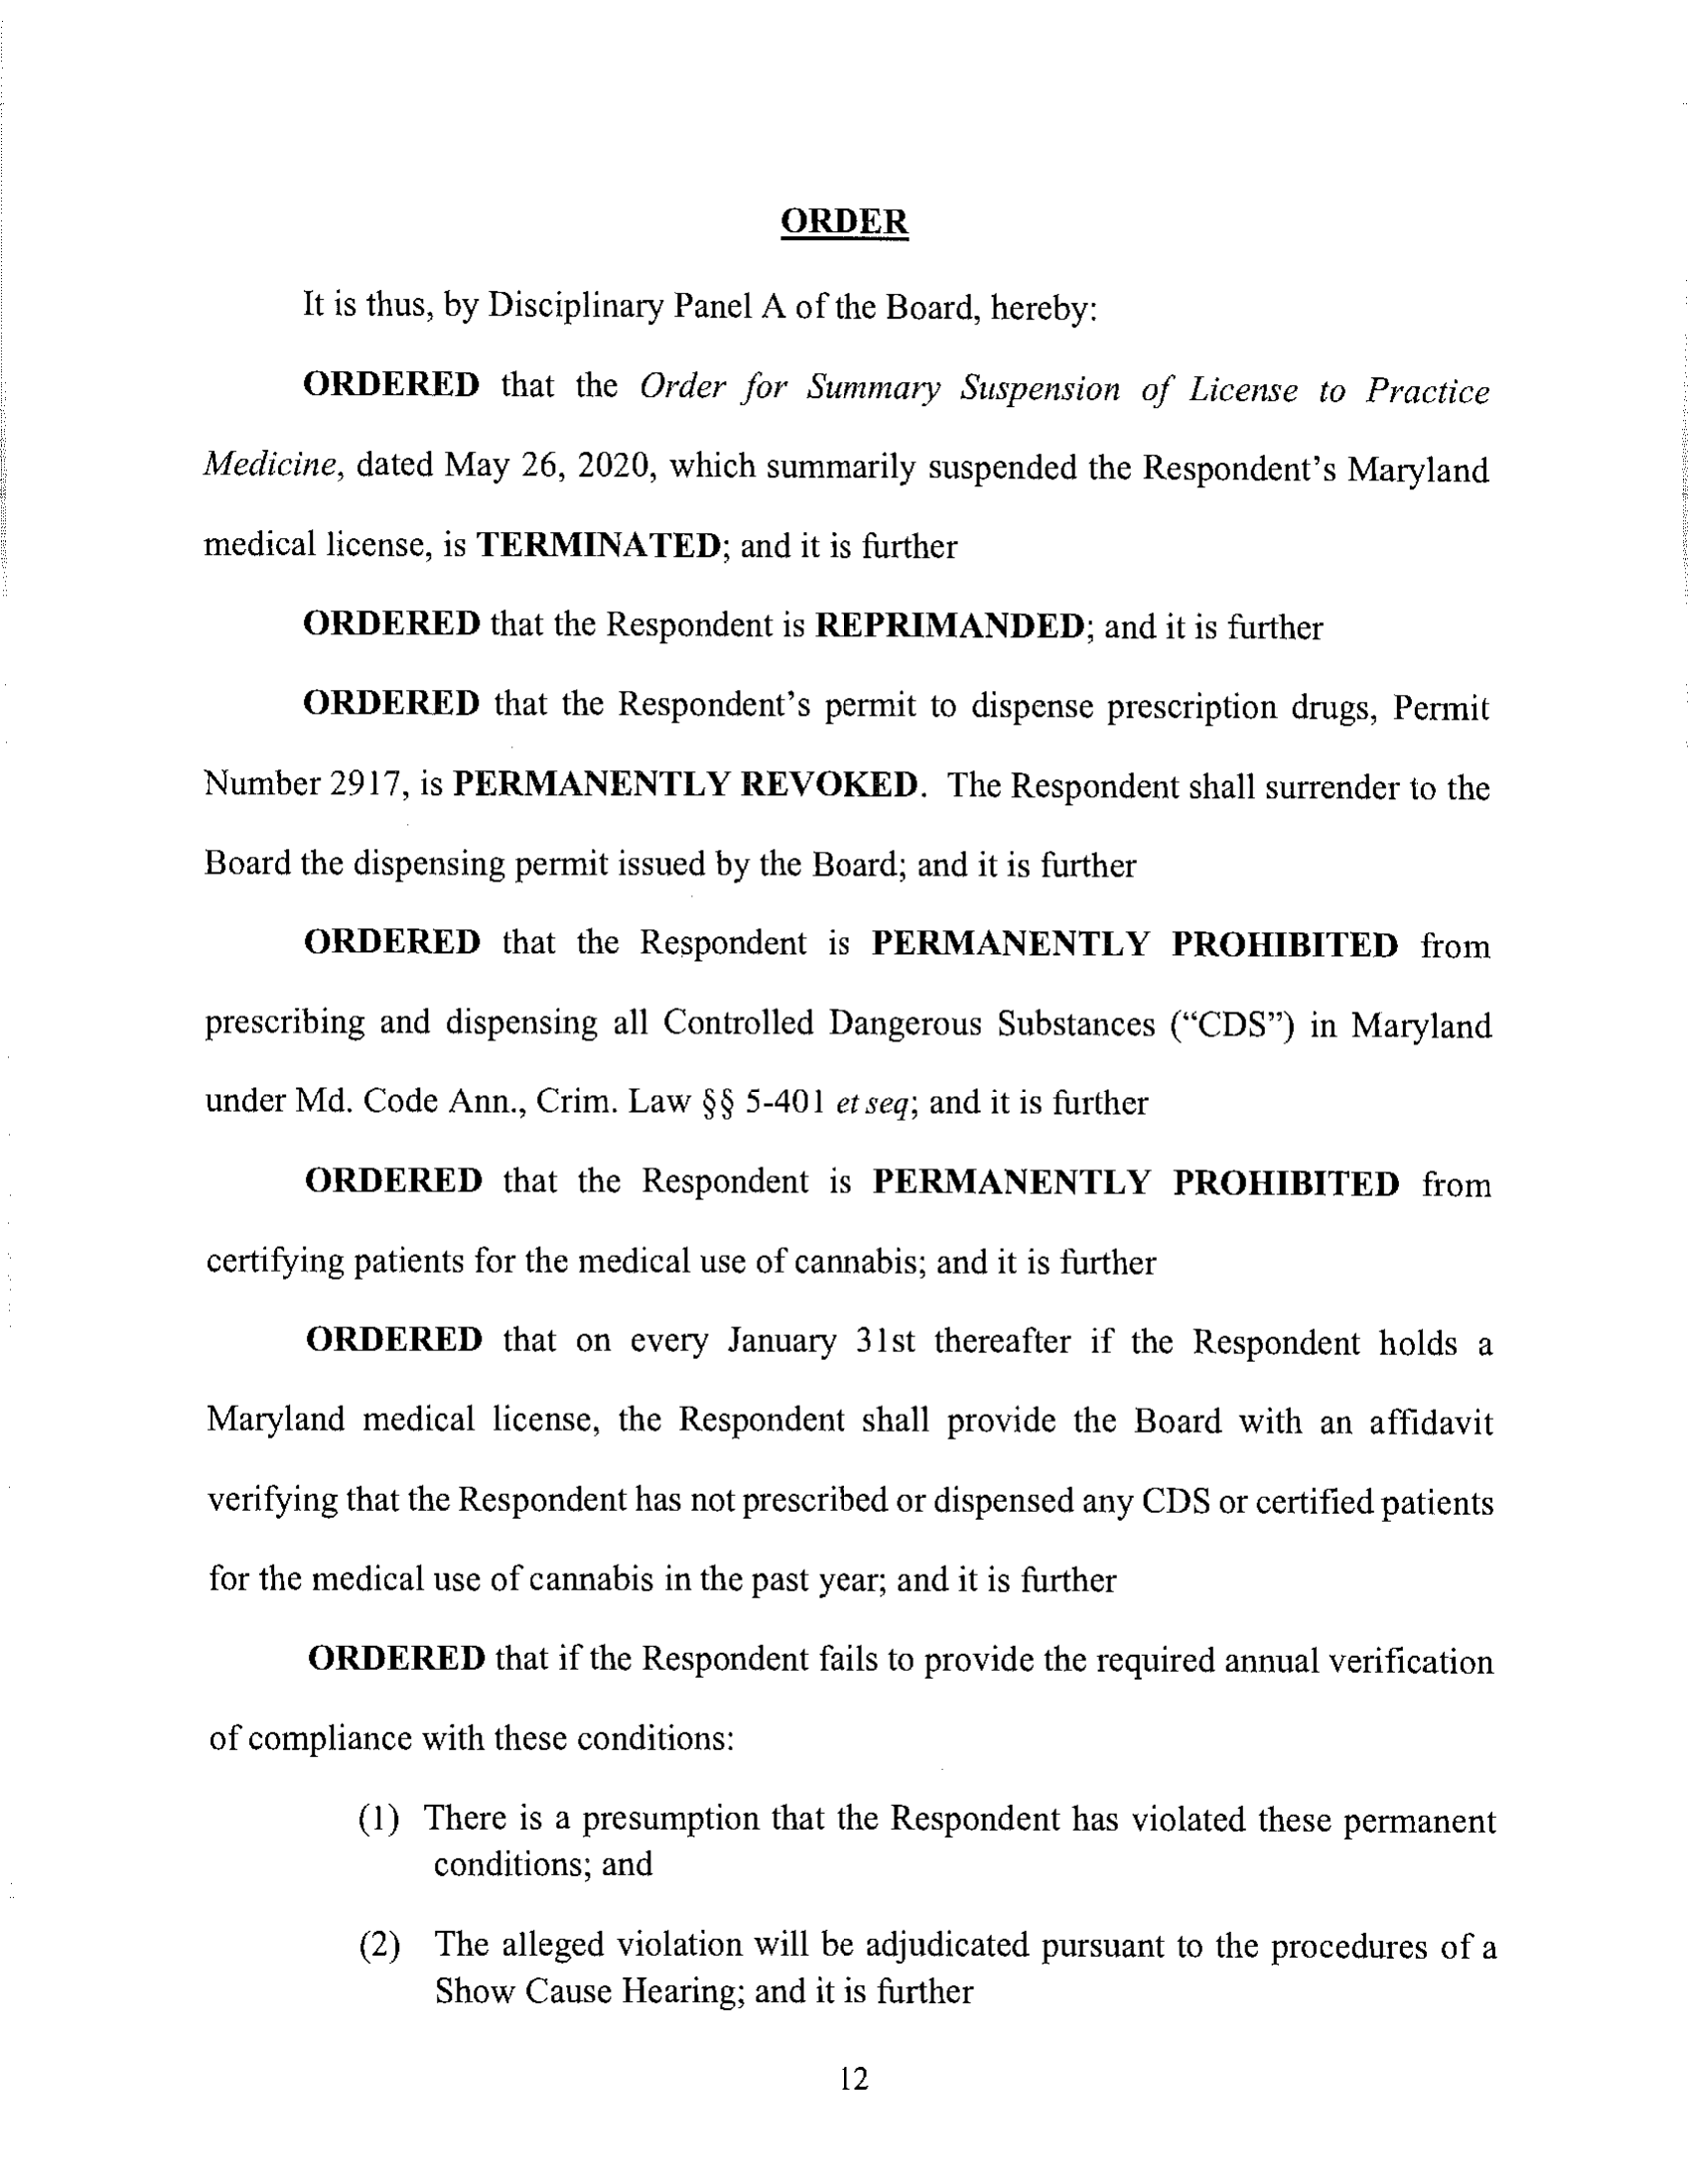 ORDER
It is thus, by Disciplinary Panel A of the Board, hereby:
ORDERED that the Order for Summary Suspension of License to Practice
Medicine, dated May 26, 2020, which summarily suspended the Respondent's Maryland
medical license, is TERMINATED; and it is further
ORDERED that the Respondent is REPRIMANDED; and it is further
ORDERED that the Respondent's permit to dispense prescription drugs, Permit
Number 2917, is PERMANENTLY REVOKED. The Respondent shall surrender to the
Board the dispensing permit issued by the Board; and it is further
ORDERED that the Respondent is PERMANENTLY PROHIBITED from
prescribing and dispensing all Controlled Dangerous Substances (“CDS”) in Maryland
under Md. Code Ann., Crim. Law §§ 5-401 et seq; and it is further
ORDERED that the Respondent is PERMANENTLY PROHIBITED from
certifying patients for the medical use of cannabis; and it is further
ORDERED that on every January 31st thereafter if the Respondent holds a
Maryland medical license, the Respondent shall provide the Board with an affidavit
verifying that the Respondent has not prescribed or dispensed any CDS or certified patients
for the medical use of cannabis in the past year; and it is further
ORDERED that if the Respondent fails to provide the required annual verification
of compliance with these conditions:
(1) There is a presumption that the Respondent has violated these permanent
conditions; and
(2) The alleged violation will be adjudicated pursuant to the procedures of a
Show Cause Hearing; and it is further
12